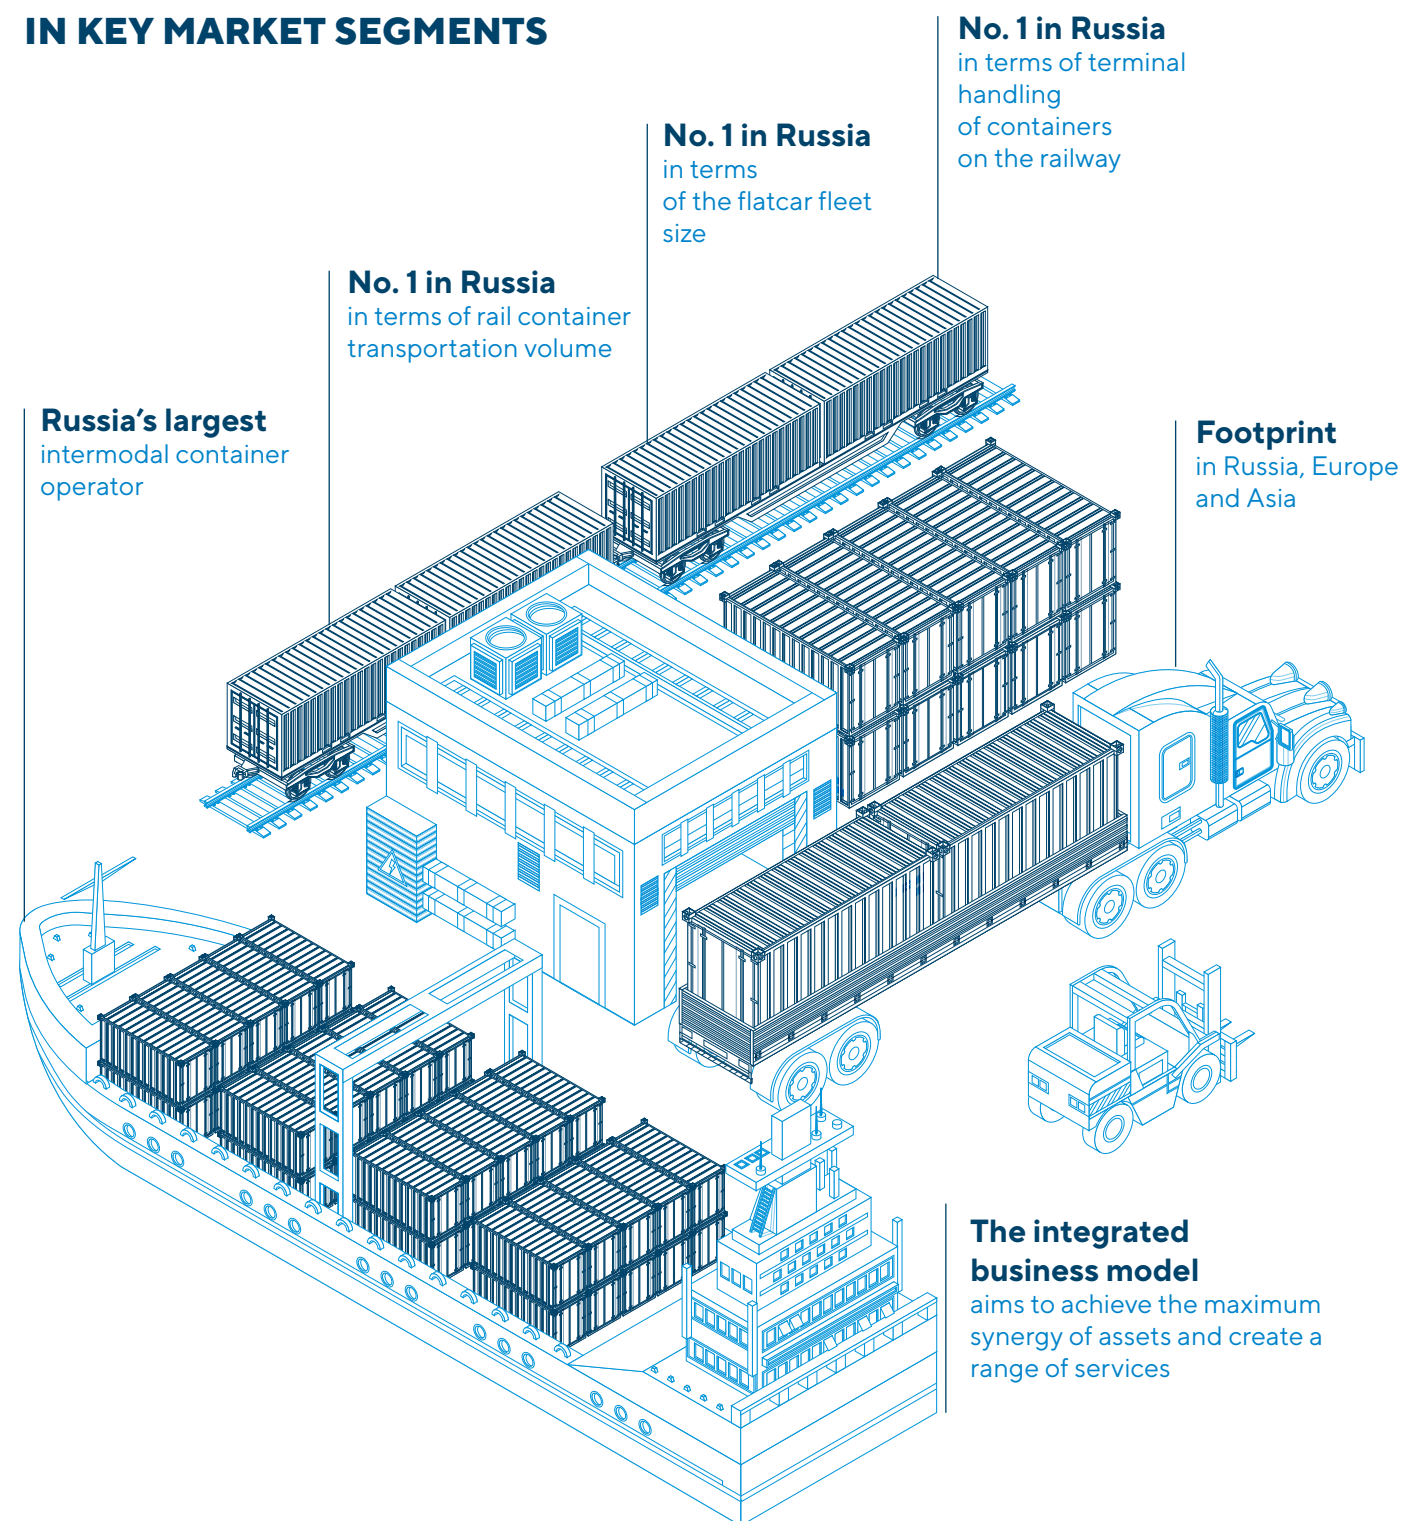 IN KEY MARKET SEGMENTS
No. 1 in Russia
in terms of terminal
handling
of containers
on the railway
No. 1 in Russia
in terms
of the flatcar fleet
size
No. 1 in Russia
in terms of rail container
transportation volume
Russia’s largest
intermodal container
operator
Footprint
in Russia, Europe
and Asia
The integrated
business model
aims to achieve the maximum
synergy of assets and create a
range of services